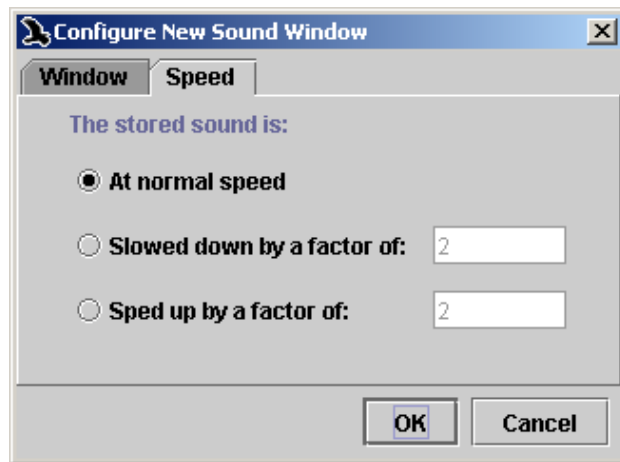 Configure New Sound Window
Window Speed
The stored sound is:
At normal speed
Slowed down by a factor of: 2
Sped up by a factor of: 2
OK Cancel